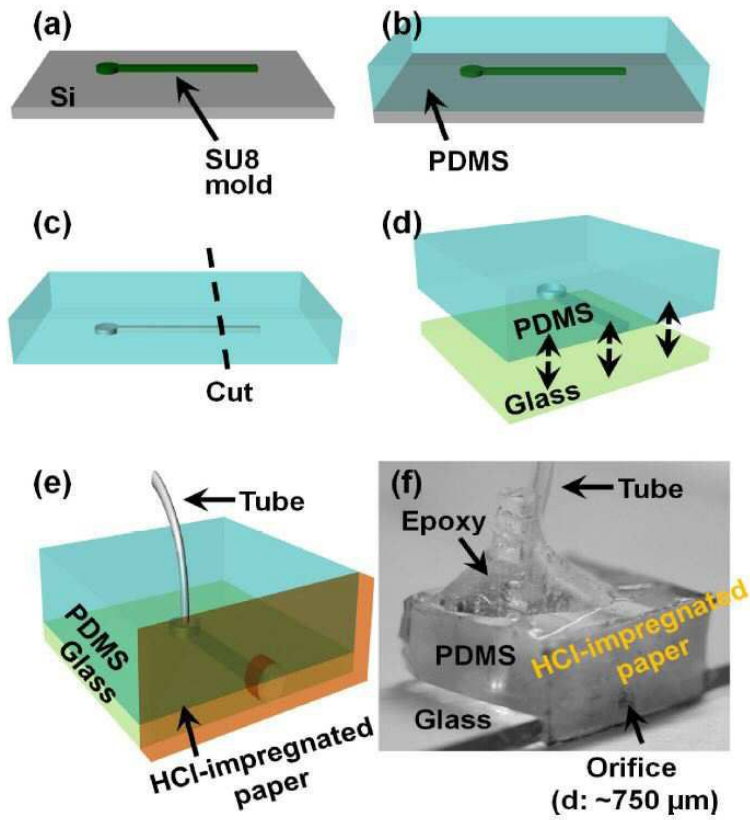 (a)
Si
SU8
mold
(b)
PDMS
(c)
Cut
(d)
PDMS
Glass
(e)
Tube
PDMS
Glass
HCl-impregnated
paper
(f)
Tube
Epoxy
HCl-impregnated
paper
PDMS
Glass
Orifice
(d: ~750 μm)